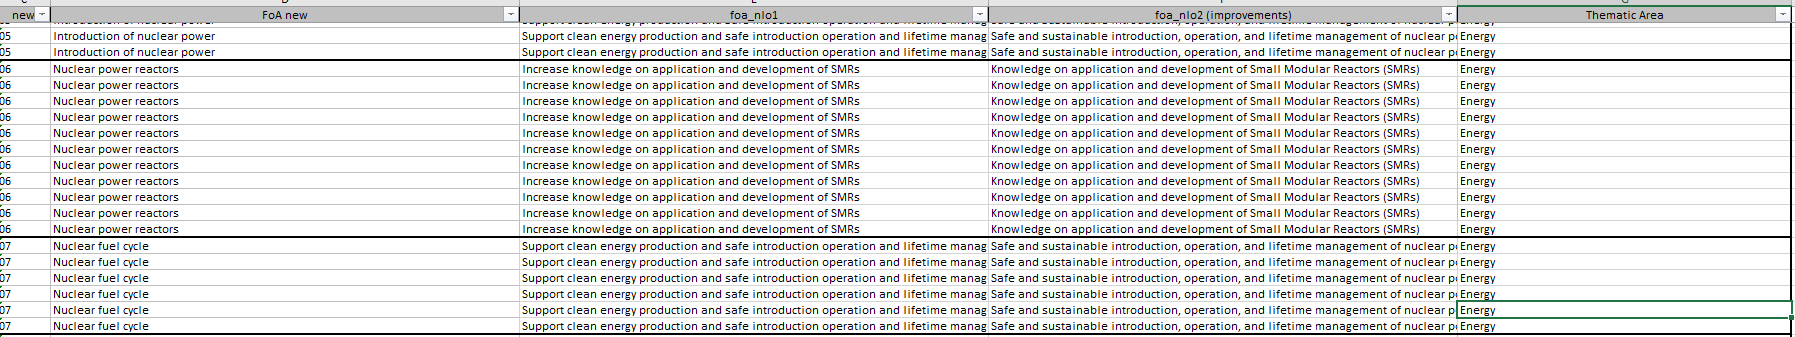 new FoA new foa_nlo1 foa_nlo2 (improvements) Thematic Area
05 Introduction of nuclear power Support clean energy production and safe introduction operation and lifetime manag Safe and sustainable introduction, operation, and lifetime management of nuclear p Energy
05 Introduction of nuclear power Support clean energy production and safe introduction operation and lifetime manag Safe and sustainable introduction, operation, and lifetime management of nuclear p Energy
06 Nuclear power reactors Increase knowledge on application and development of SMRs Knowledge on application and development of Small Modular Reactors (SMRs) Energy
06 Nuclear power reactors Increase knowledge on application and development of SMRs Knowledge on application and development of Small Modular Reactors (SMRs) Energy
06 Nuclear power reactors Increase knowledge on application and development of SMRs Knowledge on application and development of Small Modular Reactors (SMRs) Energy
06 Nuclear power reactors Increase knowledge on application and development of SMRs Knowledge on application and development of Small Modular Reactors (SMRs) Energy
06 Nuclear power reactors Increase knowledge on application and development of SMRs Knowledge on application and development of Small Modular Reactors (SMRs) Energy
06 Nuclear power reactors Increase knowledge on application and development of SMRs Knowledge on application and development of Small Modular Reactors (SMRs) Energy
06 Nuclear power reactors Increase knowledge on application and development of SMRs Knowledge on application and development of Small Modular Reactors (SMRs) Energy
06 Nuclear power reactors Increase knowledge on application and development of SMRs Knowledge on application and development of Small Modular Reactors (SMRs) Energy
06 Nuclear power reactors Increase knowledge on application and development of SMRs Knowledge on application and development of Small Modular Reactors (SMRs) Energy
06 Nuclear power reactors Increase knowledge on application and development of SMRs Knowledge on application and development of Small Modular Reactors (SMRs) Energy
06 Nuclear power reactors Increase knowledge on application and development of SMRs Knowledge on application and development of Small Modular Reactors (SMRs) Energy
07 Nuclear fuel cycle Support clean energy production and safe introduction operation and lifetime manag Safe and sustainable introduction, operation, and lifetime management of nuclear p Energy
07 Nuclear fuel cycle Support clean energy production and safe introduction operation and lifetime manag Safe and sustainable introduction, operation, and lifetime management of nuclear p Energy
07 Nuclear fuel cycle Support clean energy production and safe introduction operation and lifetime manag Safe and sustainable introduction, operation, and lifetime management of nuclear p Energy
07 Nuclear fuel cycle Support clean energy production and safe introduction operation and lifetime manag Safe and sustainable introduction, operation, and lifetime management of nuclear p Energy
07 Nuclear fuel cycle Support clean energy production and safe introduction operation and lifetime manag Safe and sustainable introduction, operation, and lifetime management of nuclear p Energy
07 Nuclear fuel cycle Support clean energy production and safe introduction operation and lifetime manag Safe and sustainable introduction, operation, and lifetime management of nuclear p Energy